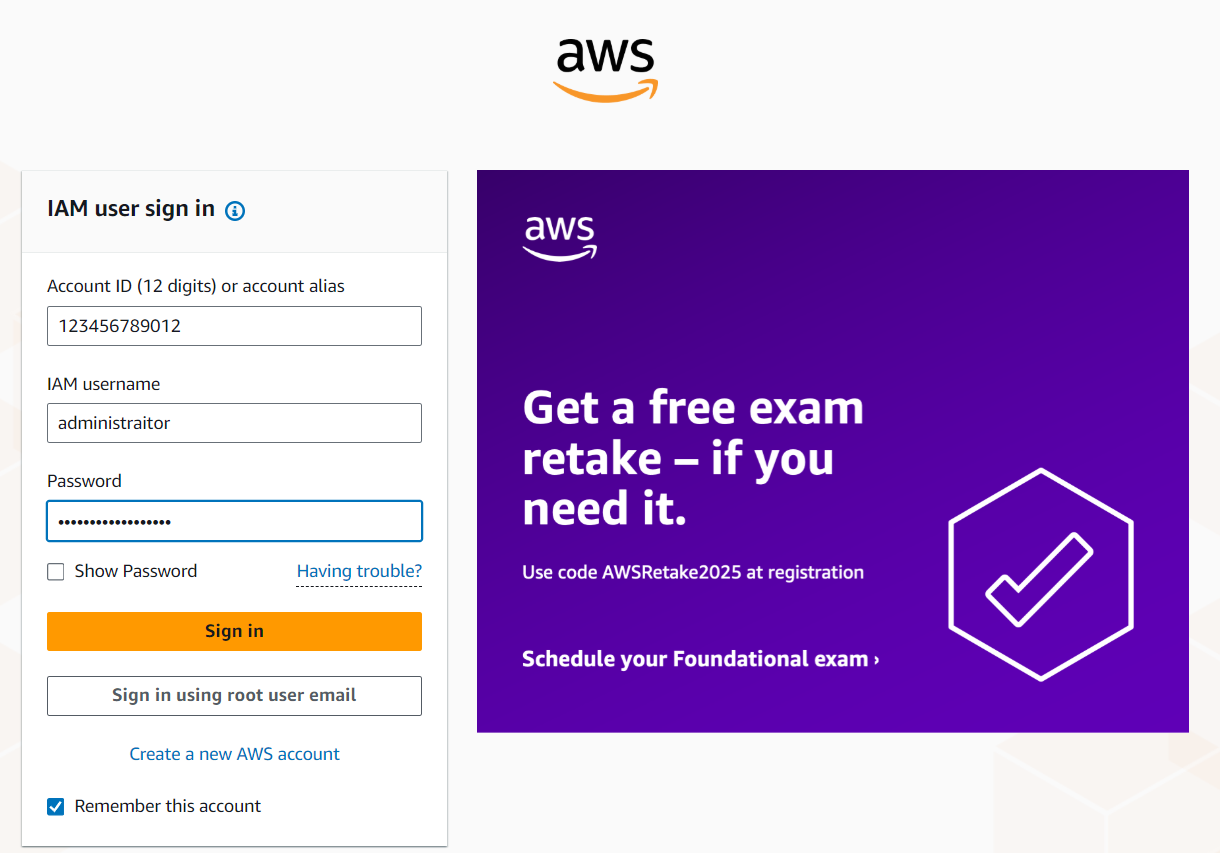 aws
IAM user sign in
Account ID (12 digits) or account alias
123456789012
IAM username
administraitor
Password
••••••••••••••••••
Show Password
Having trouble?
Sign in
Sign in using root user email
Create a new AWS account
Remember this account
aws
Get a free exam
retake – if you
need it.
Use code AWSRetake2025 at registration
Schedule your Foundational exam ›